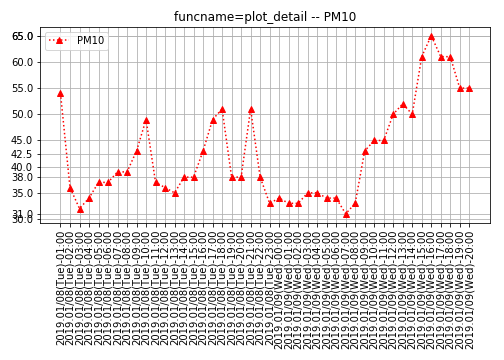 funcname=plot_detail -- PM10
PM10
65.0
60.0
55.0
50.0
45.0
42.5
40.0
38.0
35.0
31.0
30.0
2019.01/08(Tue)-01:00
2019.01/08(Tue)-02:00
2019.01/08(Tue)-03:00
2019.01/08(Tue)-04:00
2019.01/08(Tue)-05:00
2019.01/08(Tue)-06:00
2019.01/08(Tue)-07:00
2019.01/08(Tue)-08:00
2019.01/08(Tue)-09:00
2019.01/08(Tue)-10:00
2019.01/08(Tue)-11:00
2019.01/08(Tue)-12:00
2019.01/08(Tue)-13:00
2019.01/08(Tue)-14:00
2019.01/08(Tue)-15:00
2019.01/08(Tue)-16:00
2019.01/08(Tue)-17:00
2019.01/08(Tue)-18:00
2019.01/08(Tue)-19:00
2019.01/08(Tue)-20:00
2019.01/08(Tue)-21:00
2019.01/08(Tue)-22:00
2019.01/08(Tue)-23:00
2019.01/09(Wed)-00:00
2019.01/09(Wed)-01:00
2019.01/09(Wed)-02:00
2019.01/09(Wed)-03:00
2019.01/09(Wed)-04:00
2019.01/09(Wed)-05:00
2019.01/09(Wed)-06:00
2019.01/09(Wed)-07:00
2019.01/09(Wed)-08:00
2019.01/09(Wed)-09:00
2019.01/09(Wed)-10:00
2019.01/09(Wed)-11:00
2019.01/09(Wed)-12:00
2019.01/09(Wed)-13:00
2019.01/09(Wed)-14:00
2019.01/09(Wed)-15:00
2019.01/09(Wed)-16:00
2019.01/09(Wed)-17:00
2019.01/09(Wed)-18:00
2019.01/09(Wed)-19:00
2019.01/09(Wed)-20:00